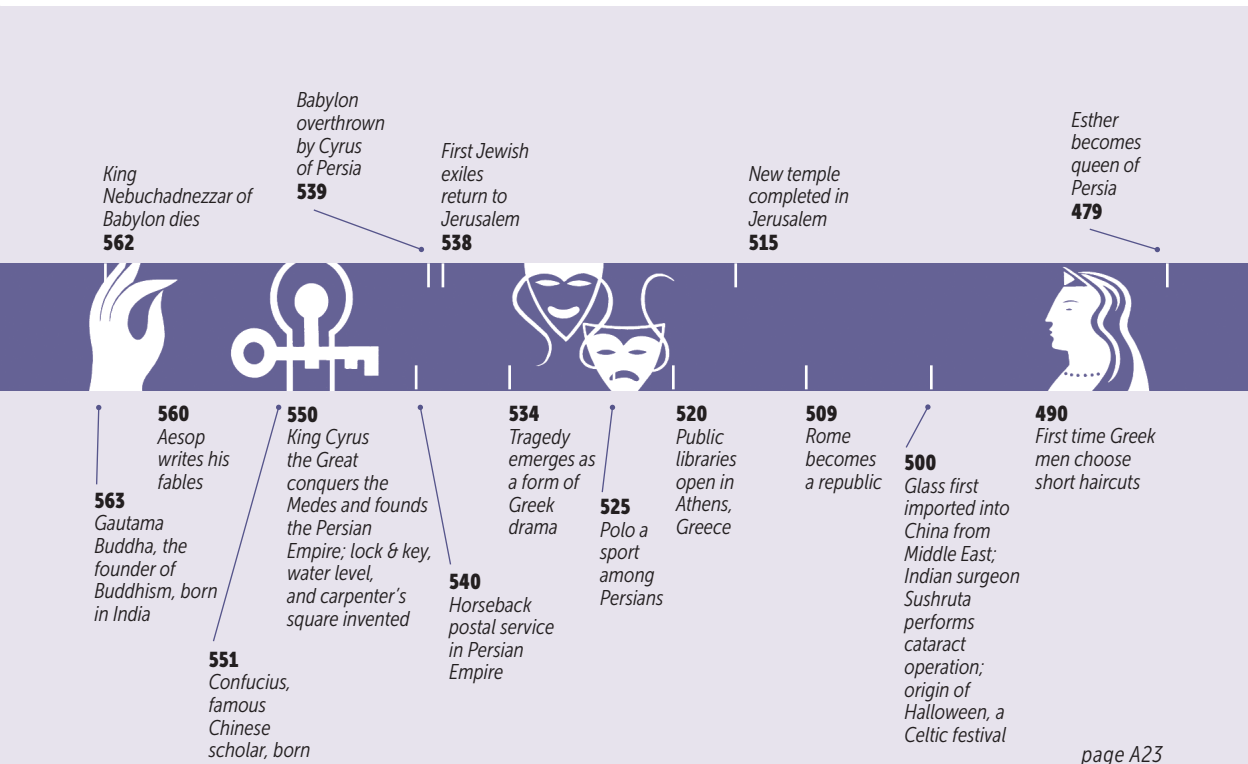 King
Nebuchadnezzar of
Babylon dies
562
Babylon
overthrown
by Cyrus
of Persia
539
First Jewish
exiles
return to
Jerusalem
538
New temple
completed in
Jerusalem
515
Esther
becomes
queen of
Persia
479
563
Gautama
Buddha, the
founder of
Buddhism, born
in India
560
Aesop
writes his
fables
551
Confucius,
famous
Chinese
scholar, born
550
King Cyrus
the Great
conquers the
Medes and founds
the Persian
Empire; lock & key,
water level,
and carpenter's
square invented
540
Horseback
postal service
in Persian
Empire
534
Tragedy
emerges as
a form of
Greek
drama
525
Polo a
sport
among
Persians
520
Public
libraries
open in
Athens,
Greece
509
Rome
becomes
a republic
500
Glass first
imported into
China from
Middle East;
Indian surgeon
Sushruta
performs
cataract
operation;
origin of
Halloween, a
Celtic festival
490
First time Greek
men choose
short haircuts
page A23